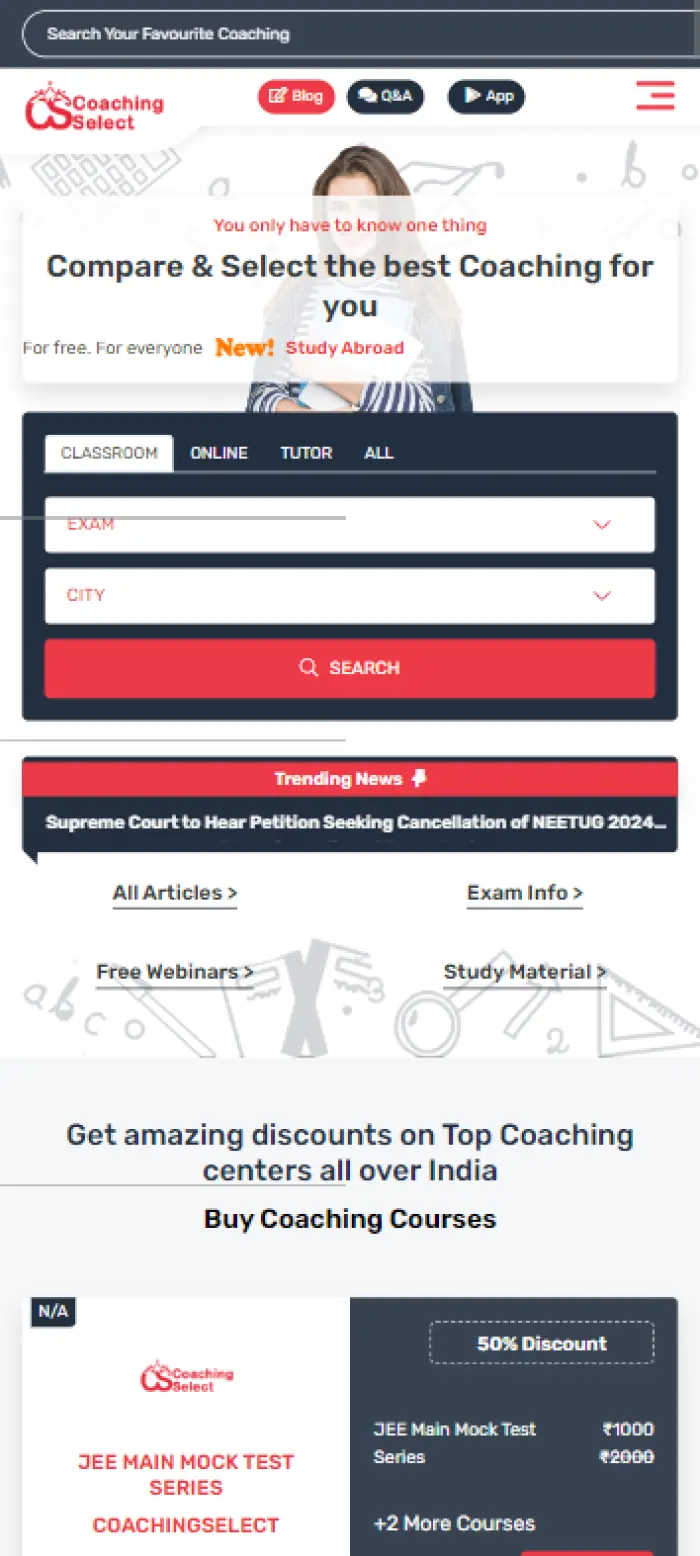 Search Your Favourite Coaching
Coaching
Select
Blog
Q&A
App
You only have to know one thing
Compare & Select the best Coaching for
you
For free. For everyone New! Study Abroad
CLASSROOM ONLINE TUTOR ALL
EXAM
CITY
SEARCH
Trending News
Supreme Court to Hear Petition Seeking Cancellation of NEETUG 2024...
All Articles >
Exam Info >
Free Webinars >
Study Material >
Get amazing discounts on Top Coaching
centers all over India
Buy Coaching Courses
N/A
Coaching
Select
JEE MAIN MOCK TEST
SERIES
COACHINGSELECT
50% Discount
JEE Main Mock Test ₹1000
Series ₹2000
+2 More Courses